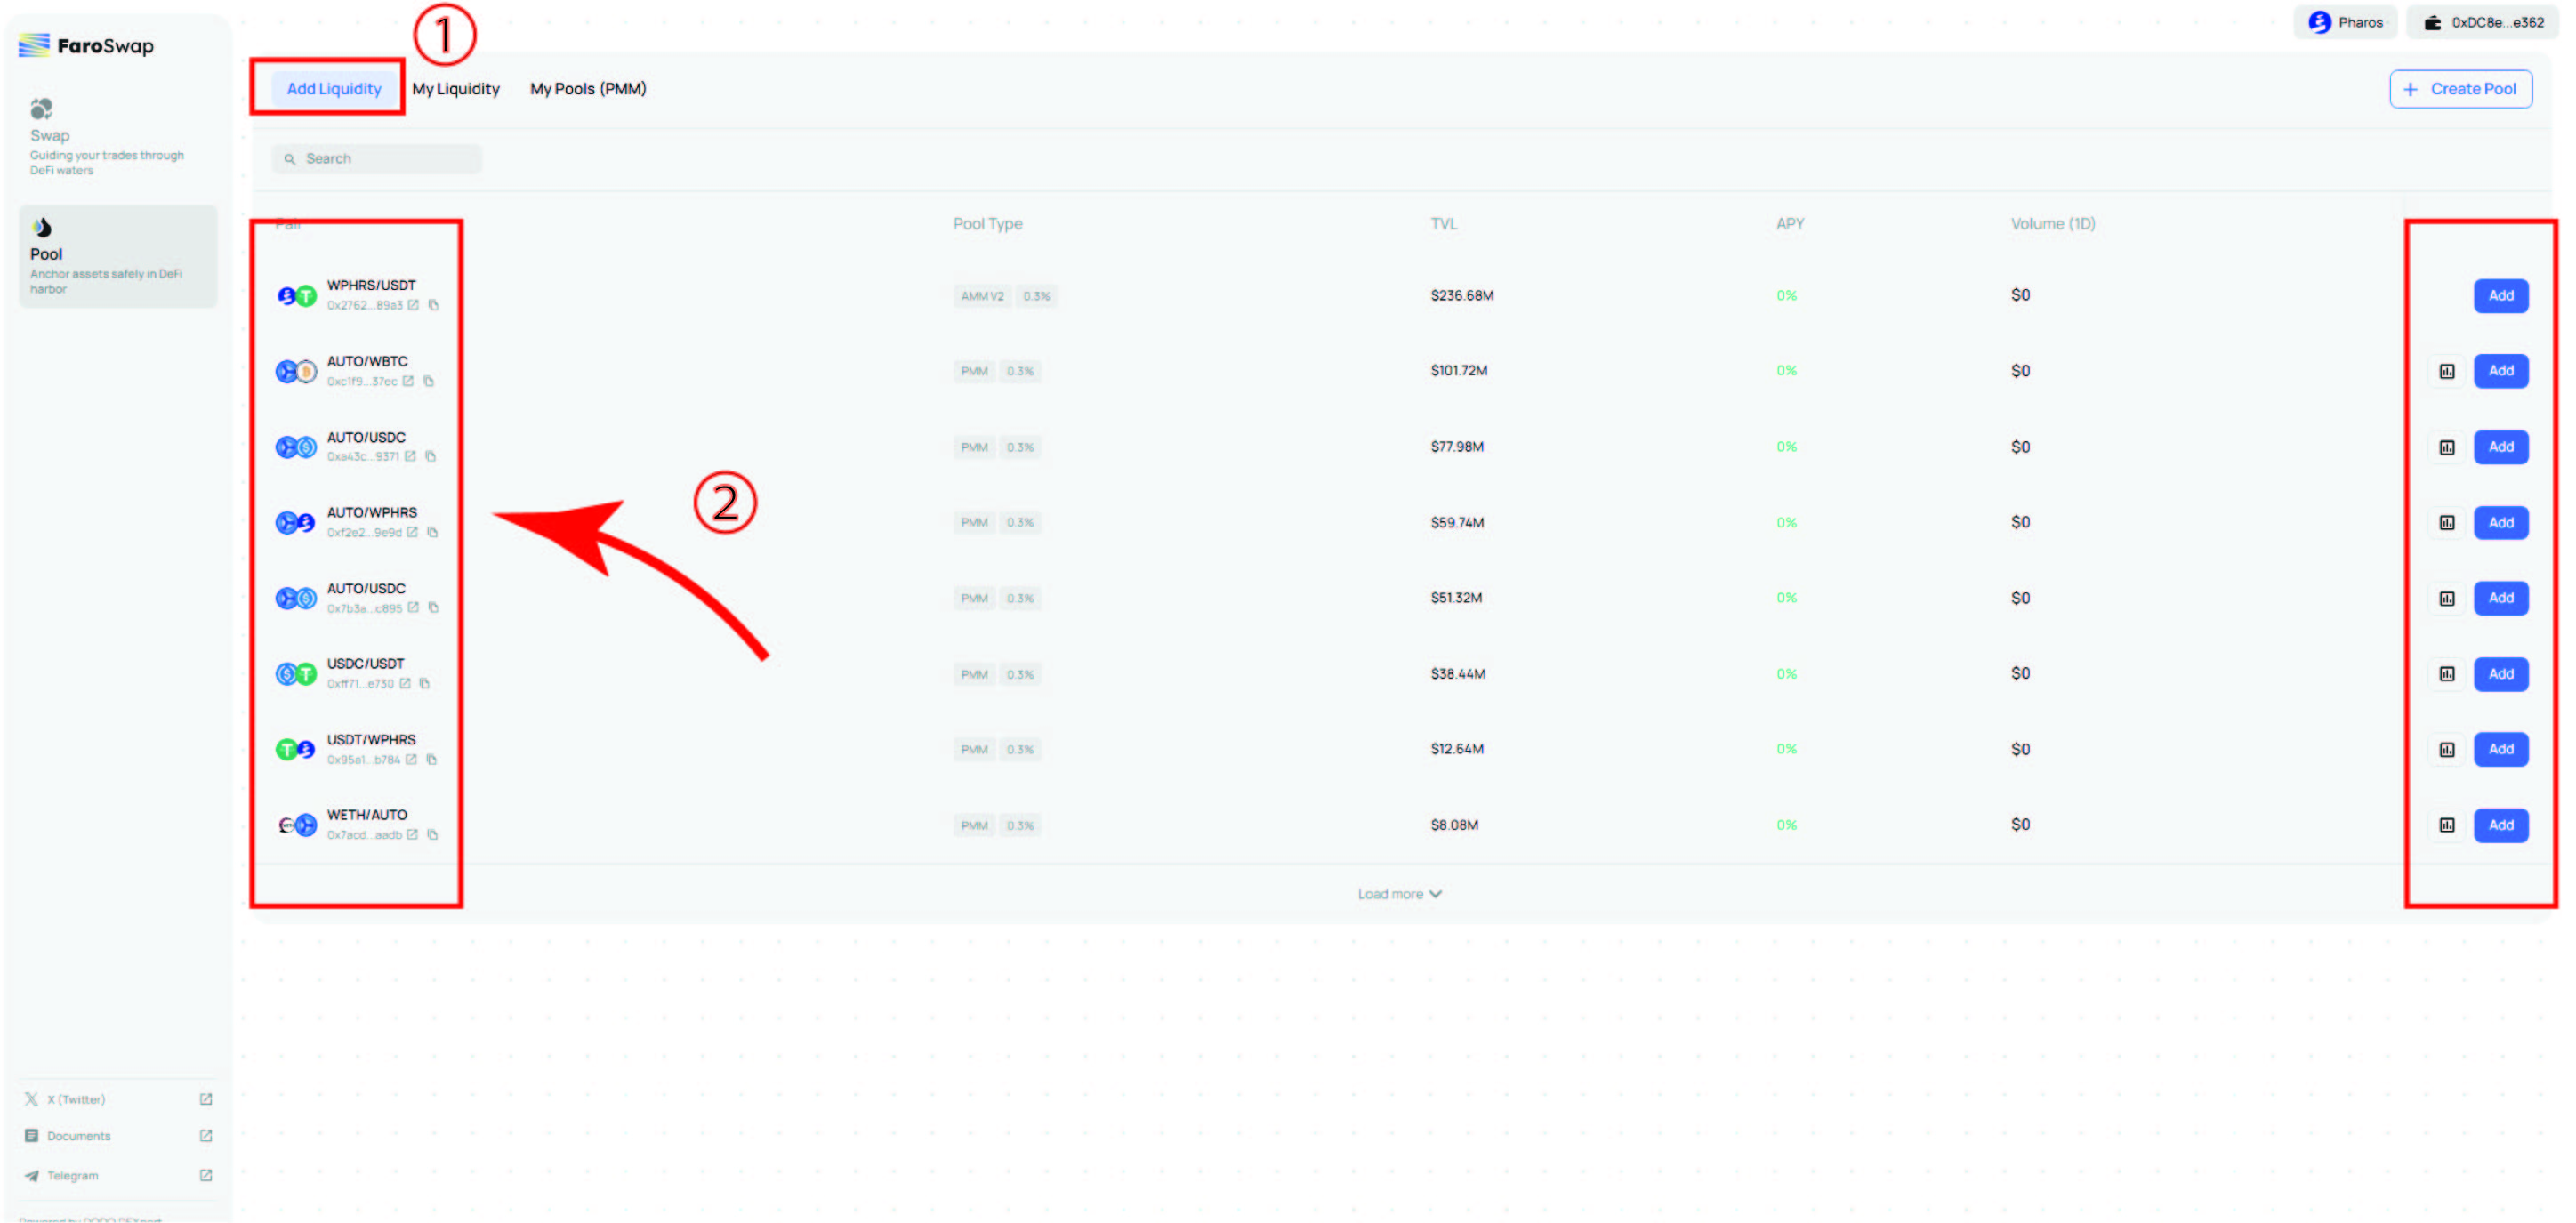 FaroSwap
Swap
Guiding your trades through
DeFi waters
Pool
Anchor assets safely in DeFi
harbor
X (Twitter)
Documents
Telegram
Powered by DODO DEXpert
①
Pharos
0xDC8e...e362
Add Liquidity My Liquidity My Pools (PMM)
+ Create Pool
Search
Pair Pool Type TVL APY Volume (1D)
WPHRS/USDT
0x2762...89a3
AMM V2 0.3% $236.68M 0% $0 Add
AUTO/WBTC
0xc1f9...37ec
PMM 0.3% $101.72M 0% $0 Add
AUTO/USDC
0xa43c...9371
PMM 0.3% $77.98M 0% $0 Add
②
AUTO/WPHRS
0xf2e2...9e9d
PMM 0.3% $59.74M 0% $0 Add
AUTO/USDC
0x7b3a...c895
PMM 0.3% $51.32M 0% $0 Add
USDC/USDT
0xff71...e730
PMM 0.3% $38.44M 0% $0 Add
USDT/WPHRS
0x95a1...b784
PMM 0.3% $12.64M 0% $0 Add
WETH/AUTO
0x7acd...aadb
PMM 0.3% $8.08M 0% $0 Add
Load more